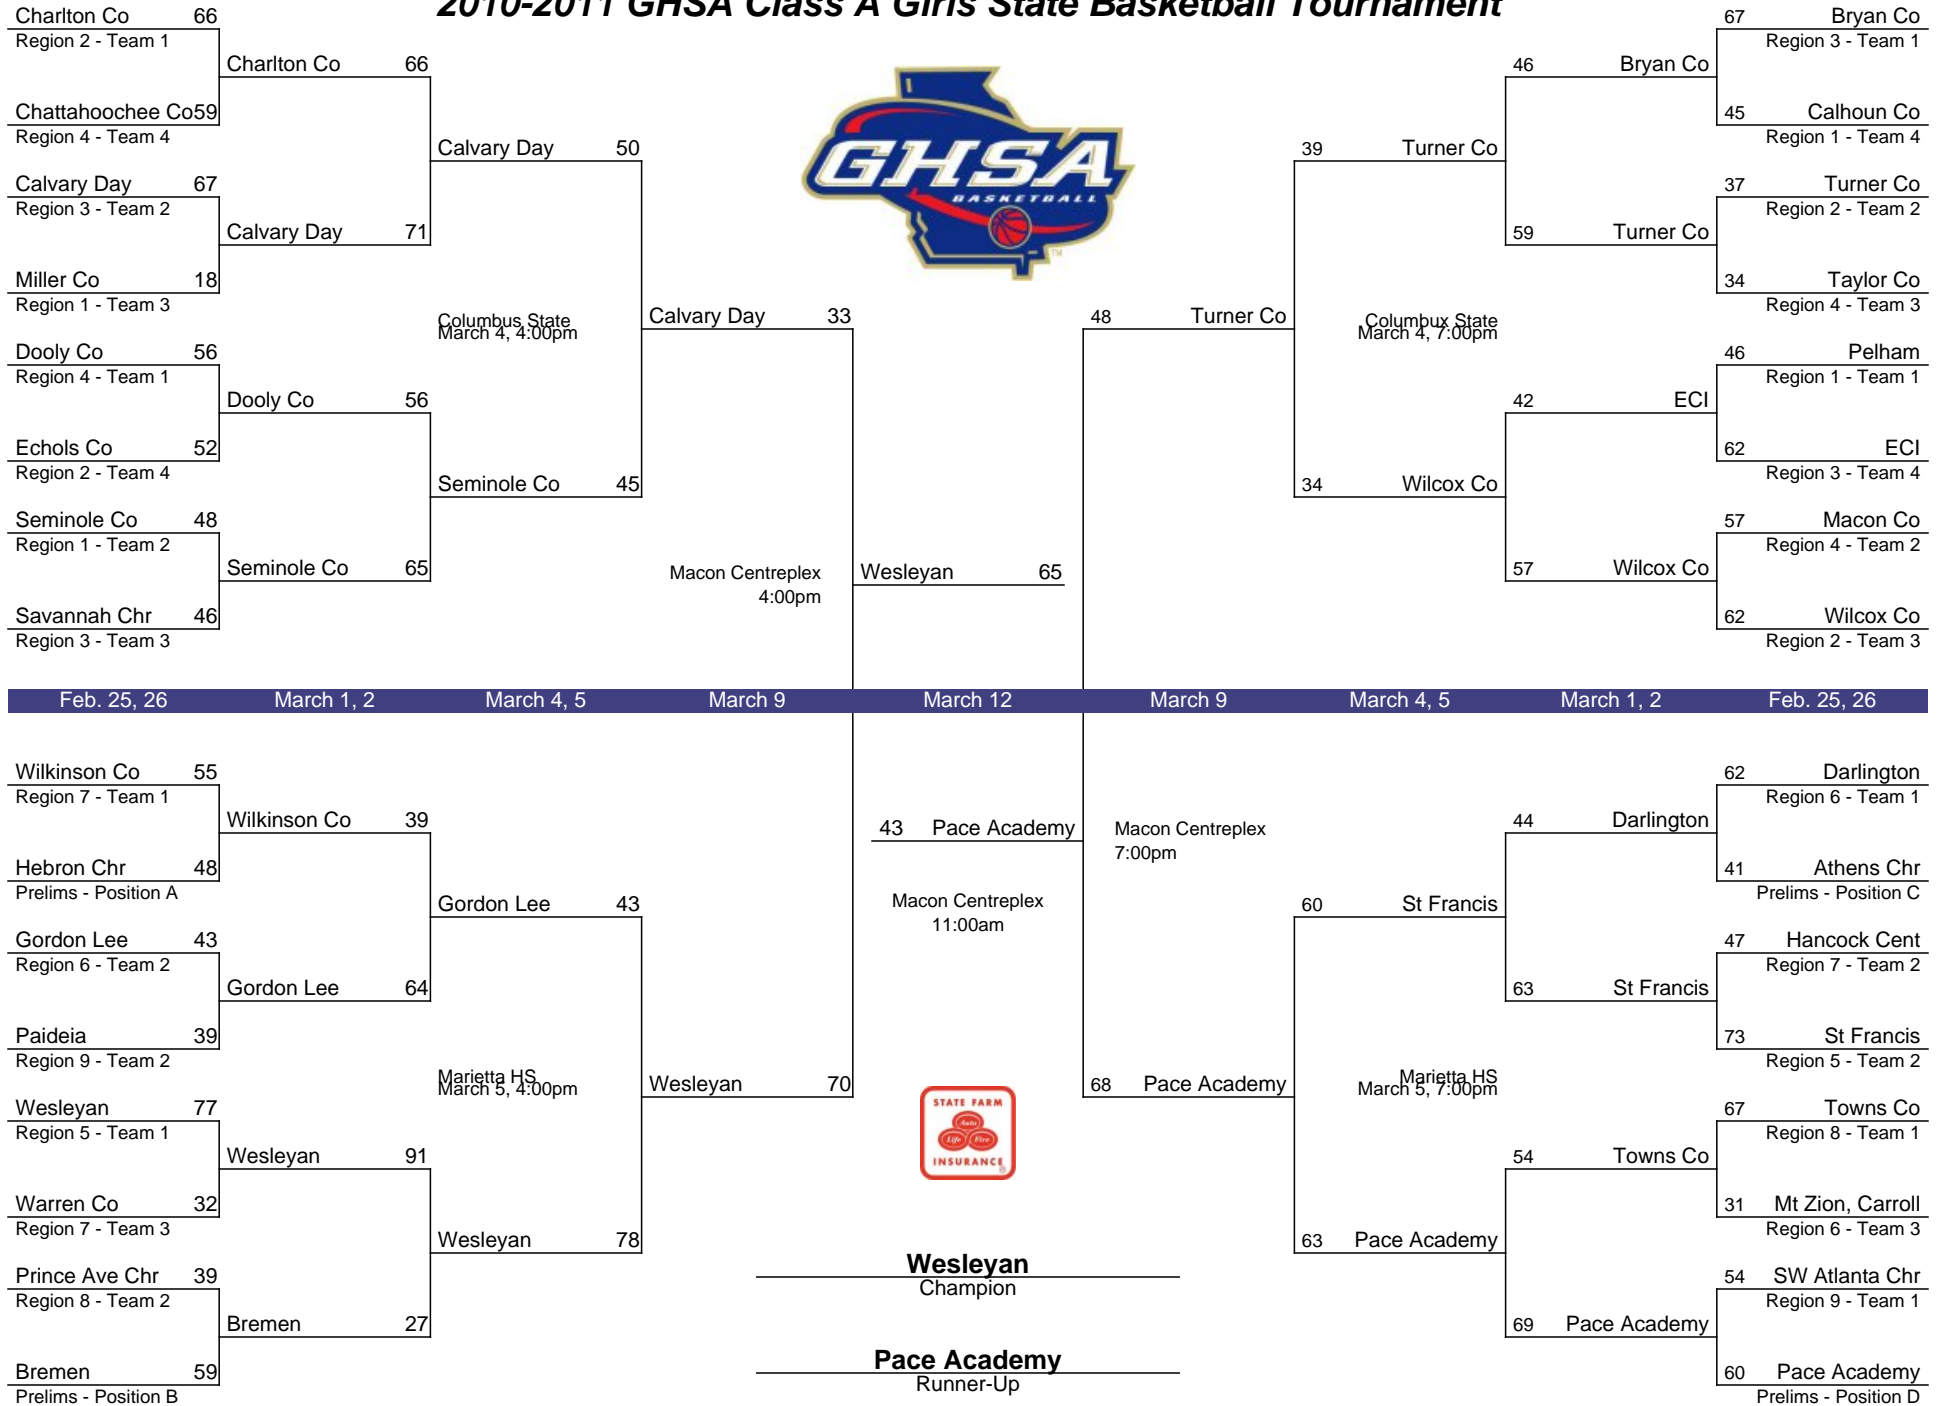 2010-2011 GHSA Class A Girls State Basketball Tournament
Charlton Co 66
Region 2 - Team 1
Chattahoochee Co 59
Region 4 - Team 4
Calvary Day 67
Region 3 - Team 2
Miller Co 18
Region 1 - Team 3
Dooly Co 56
Region 4 - Team 1
Echols Co 52
Region 2 - Team 4
Seminole Co 48
Region 1 - Team 2
Savannah Chr 46
Region 3 - Team 3
Charlton Co 66
Calvary Day 71
Dooly Co 56
Seminole Co 65
Calvary Day 50
Columbus State
March 4, 4:00pm
Seminole Co 45
Calvary Day 33
Macon Centreplex
4:00pm
GHSA
BASKETBALL
TM
Wesleyan 65
48 Turner Co
39 Turner Co
Columbux State
March 4, 7:00pm
34 Wilcox Co
46 Bryan Co
59 Turner Co
42 ECI
57 Wilcox Co
67 Bryan Co
Region 3 - Team 1
45 Calhoun Co
Region 1 - Team 4
37 Turner Co
Region 2 - Team 2
34 Taylor Co
Region 4 - Team 3
46 Pelham
Region 1 - Team 1
62 ECI
Region 3 - Team 4
57 Macon Co
Region 4 - Team 2
62 Wilcox Co
Region 2 - Team 3
Feb. 25, 26 March 1, 2 March 4, 5 March 9 March 12 March 9 March 4, 5 March 1, 2 Feb. 25, 26
Wilkinson Co 55
Region 7 - Team 1
Hebron Chr 48
Prelims - Position A
Gordon Lee 43
Region 6 - Team 2
Paideia 39
Region 9 - Team 2
Wesleyan 77
Region 5 - Team 1
Warren Co 32
Region 7 - Team 3
Prince Ave Chr 39
Region 8 - Team 2
Bremen 59
Prelims - Position B
Wilkinson Co 39
Gordon Lee 64
Wesleyan 91
Bremen 27
Gordon Lee 43
Marietta HS
March 5, 4:00pm
Wesleyan 78
Wesleyan 70
43 Pace Academy
Macon Centreplex
11:00am
STATE FARM
Auto
Life Fire
INSURANCE
®
Wesleyan
Champion
Pace Academy
Runner-Up
Macon Centreplex
7:00pm
68 Pace Academy
60 St Francis
Marietta HS
March 5, 7:00pm
63 Pace Academy
44 Darlington
63 St Francis
54 Towns Co
69 Pace Academy
62 Darlington
Region 6 - Team 1
41 Athens Chr
Prelims - Position C
47 Hancock Cent
Region 7 - Team 2
73 St Francis
Region 5 - Team 2
67 Towns Co
Region 8 - Team 1
31 Mt Zion, Carroll
Region 6 - Team 3
54 SW Atlanta Chr
Region 9 - Team 1
60 Pace Academy
Prelims - Position D